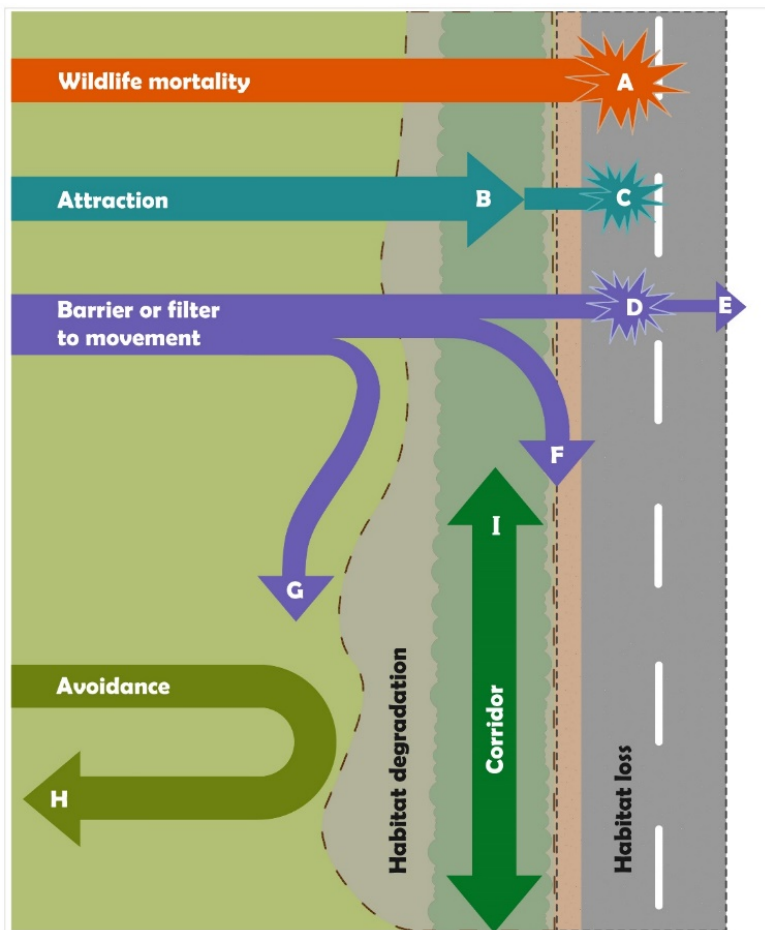 Wildlife mortality
A
Attraction
B
C
Barrier or filter
to movement
D
E
F
G
I
Avoidance
H
Habitat degradation
Corridor
Habitat loss